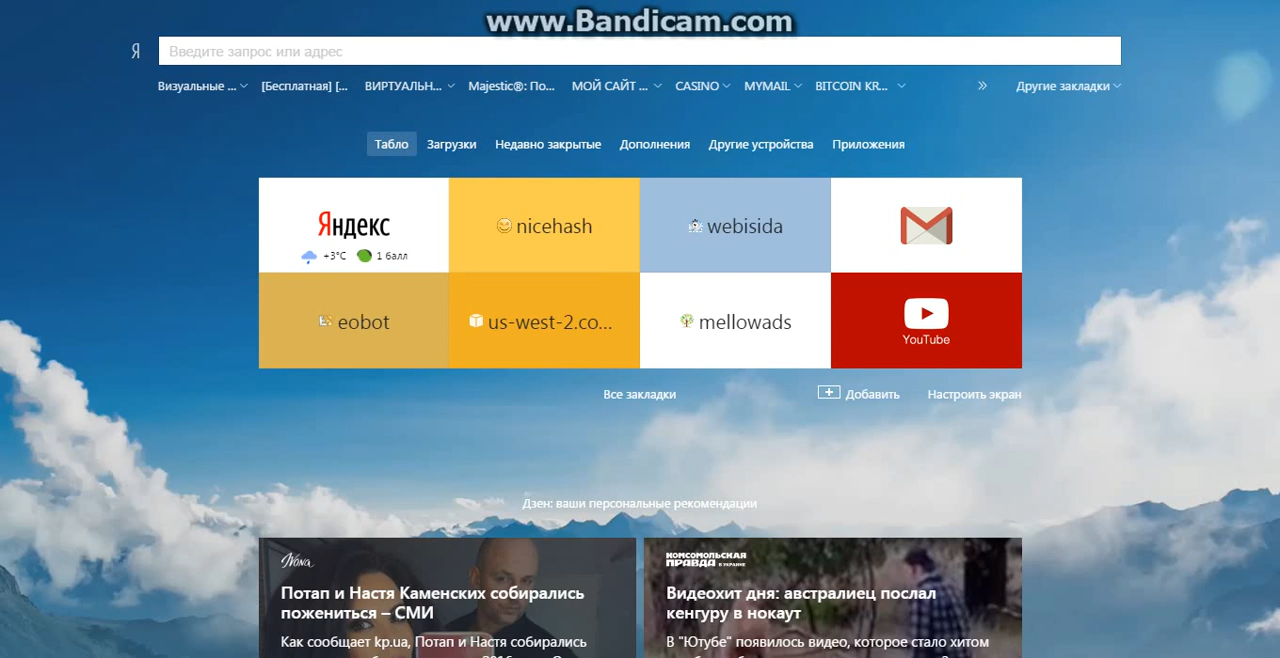 www.Bandicam.com
Я Введите запрос или адрес
Визуальные ... [Бесплатная] [... ВИРТУАЛЬН... Majestic®: По... МОЙ САЙТ ... CASINO MYMAIL BITCOIN KR... » Другие закладки
Табло Загрузки Недавно закрытые Дополнения Другие устройства Приложения
Яндекс
+3°C 1 балл
nicehash
webisida
eobot
us-west-2.co...
mellowads
YouTube
Все закладки Добавить Настроить экран
Дзен: ваши персональные рекомендации
IVONA
Потап и Настя Каменских собирались
пожениться – СМИ
Как сообщает kp.ua, Потап и Настя собирались
КОМСОМОЛЬСКАЯ
ПРАВДА В УКРАИНЕ
Видеохит дня: австралиец послал
кенгуру в нокаут
В "Ютубе" появилось видео, которое стало хитом